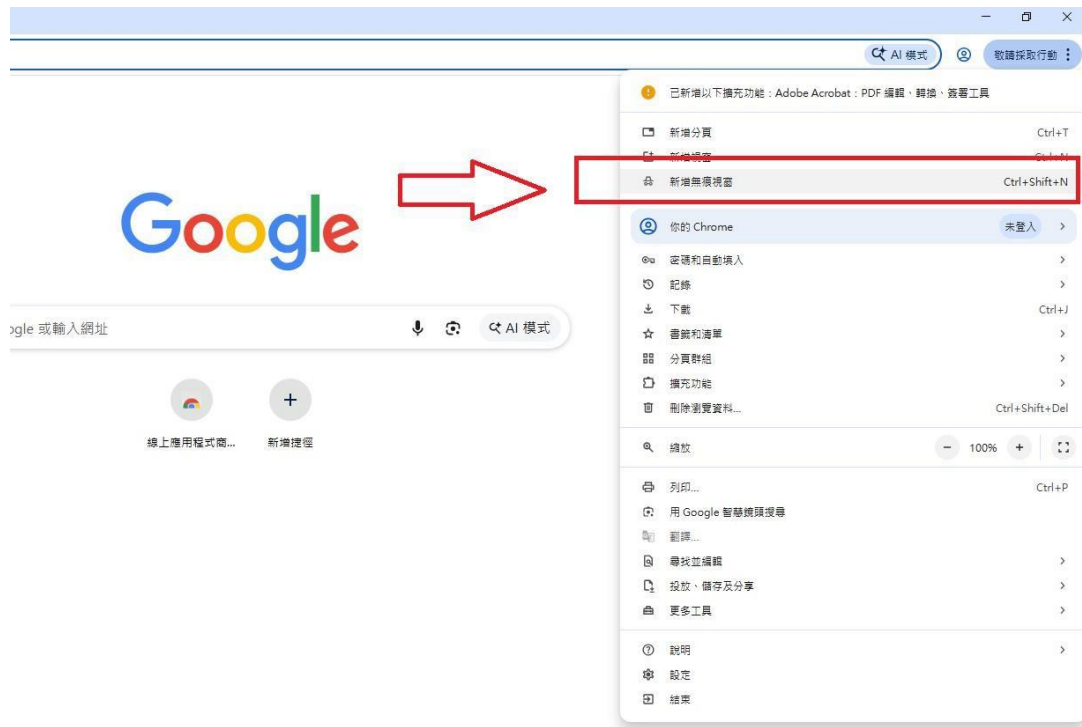 AI 模式
敬請採取行動
已新增以下擴充功能：Adobe Acrobat：PDF 編輯、轉換、簽署工具
新增分頁 Ctrl+T
新增視窗 Ctrl+N
新增無痕視窗 Ctrl+Shift+N
Google
你的 Chrome 未登入
密碼和自動填入
記錄
下載 Ctrl+J
ogle 或輸入網址 AI 模式
書籤和清單
分頁群組
擴充功能
刪除瀏覽資料... Ctrl+Shift+Del
線上應用程式商... 新增捷徑
縮放 − 100% +
列印... Ctrl+P
用 Google 智慧鏡頭搜尋
翻譯...
尋找並編輯
投放、儲存及分享
更多工具
說明
設定
結束